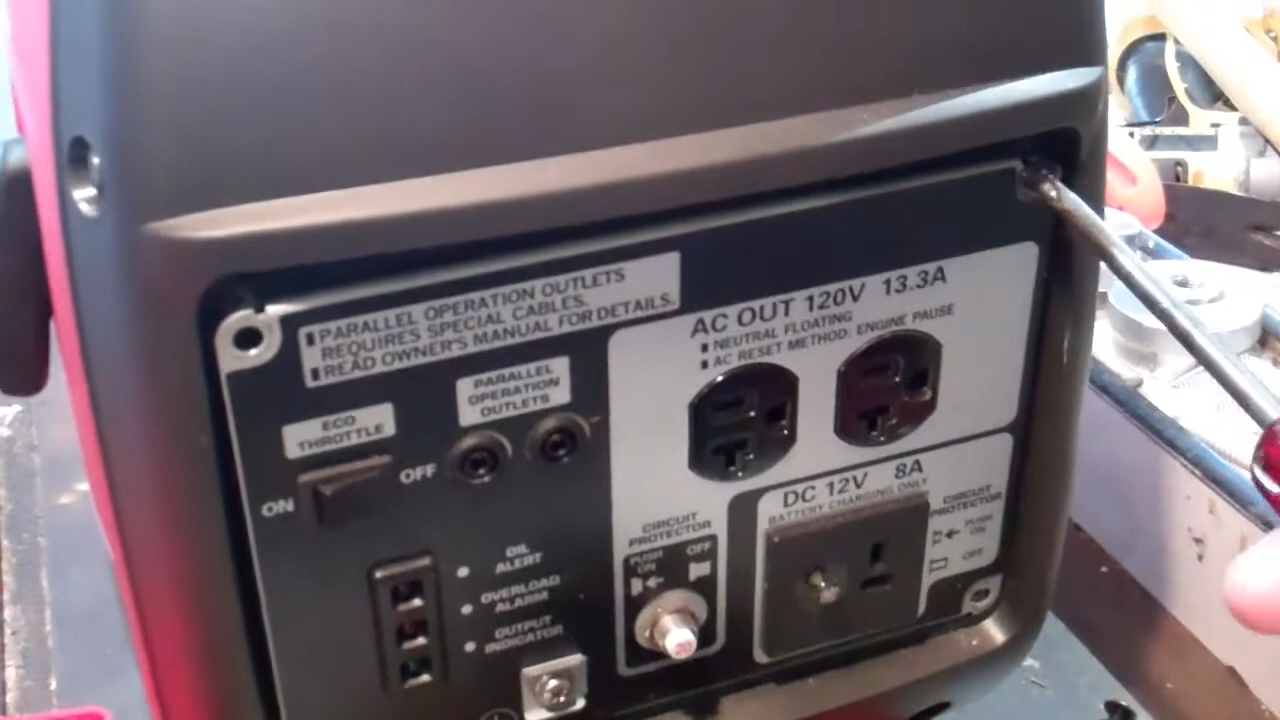 PARALLEL OPERATION OUTLETS
REQUIRES SPECIAL CABLES.
READ OWNER'S MANUAL FOR DETAILS.
AC OUT 120V 13.3A
NEUTRAL FLOATING
AC RESET METHOD: ENGINE PAUSE
PARALLEL
OPERATION
OUTLETS
ECO
THROTTLE
ON
OFF
DC 12V 8A
BATTERY CHARGING ONLY
CIRCUIT
PROTECTOR
PUSH
ON
OFF
CIRCUIT
PROTECTOR
PUSH
ON
OFF
20
OIL
ALERT
OVERLOAD
ALARM
OUTPUT
INDICATOR